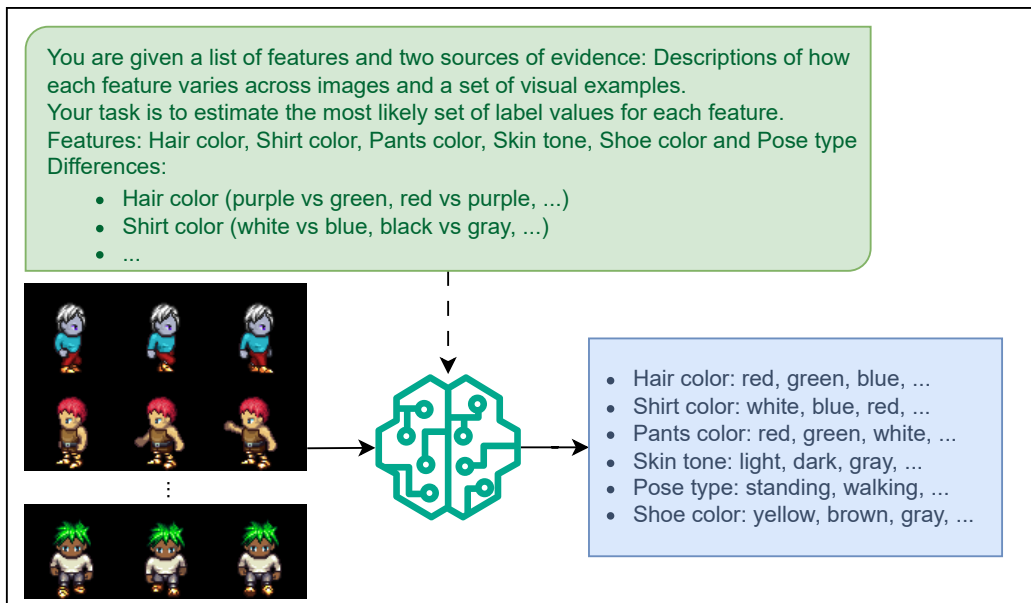 You are given a list of features and two sources of evidence: Descriptions of how
each feature varies across images and a set of visual examples.
Your task is to estimate the most likely set of label values for each feature.
Features: Hair color, Shirt color, Pants color, Skin tone, Shoe color and Pose type
Differences:
• Hair color (purple vs green, red vs purple, ...)
• Shirt color (white vs blue, black vs gray, ...)
• ...
• Hair color: red, green, blue, ...
• Shirt color: white, blue, red, ...
• Pants color: red, green, white, ...
• Skin tone: light, dark, gray, ...
• Pose type: standing, walking, ...
• Shoe color: yellow, brown, gray, ...